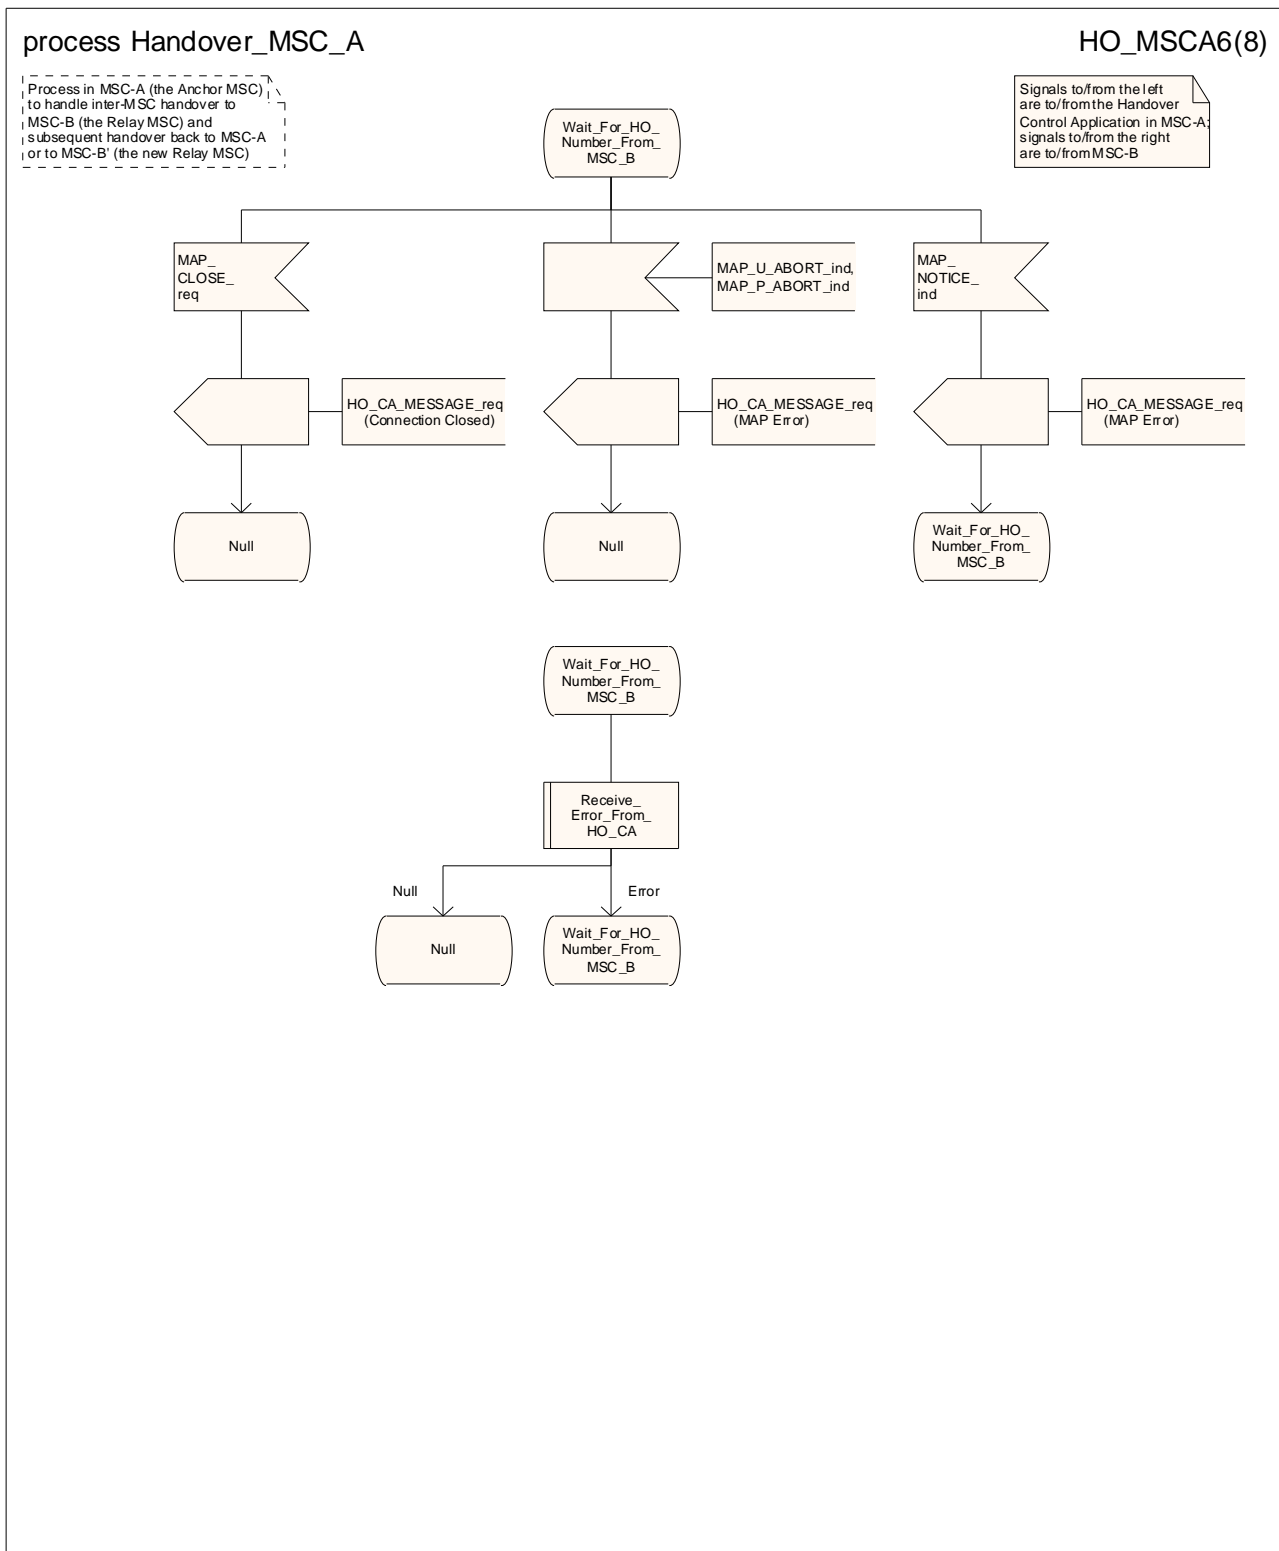 process Handover_MSC_A
HO_MSCA6(8)
Process in MSC-A (the Anchor MSC)
to handle inter-MSC handover to
MSC-B (the Relay MSC) and
subsequent handover back to MSC-A
or to MSC-B' (the new Relay MSC)
Signals to/from the left
are to/from the Handover
Control Application in MSC-A;
signals to/from the right
are to/from MSC-B
Wait_For_HO_
Number_From_
MSC_B
MAP_
CLOSE_
req
MAP_U_ABORT_ind,
MAP_P_ABORT_ind
MAP_
NOTICE_
ind
HO_CA_MESSAGE_req
(Connection Closed)
HO_CA_MESSAGE_req
(MAP Error)
HO_CA_MESSAGE_req
(MAP Error)
Null
Null
Wait_For_HO_
Number_From_
MSC_B
Wait_For_HO_
Number_From_
MSC_B
Receive_
Error_From_
HO_CA
Null
Error
Null
Wait_For_HO_
Number_From_
MSC_B